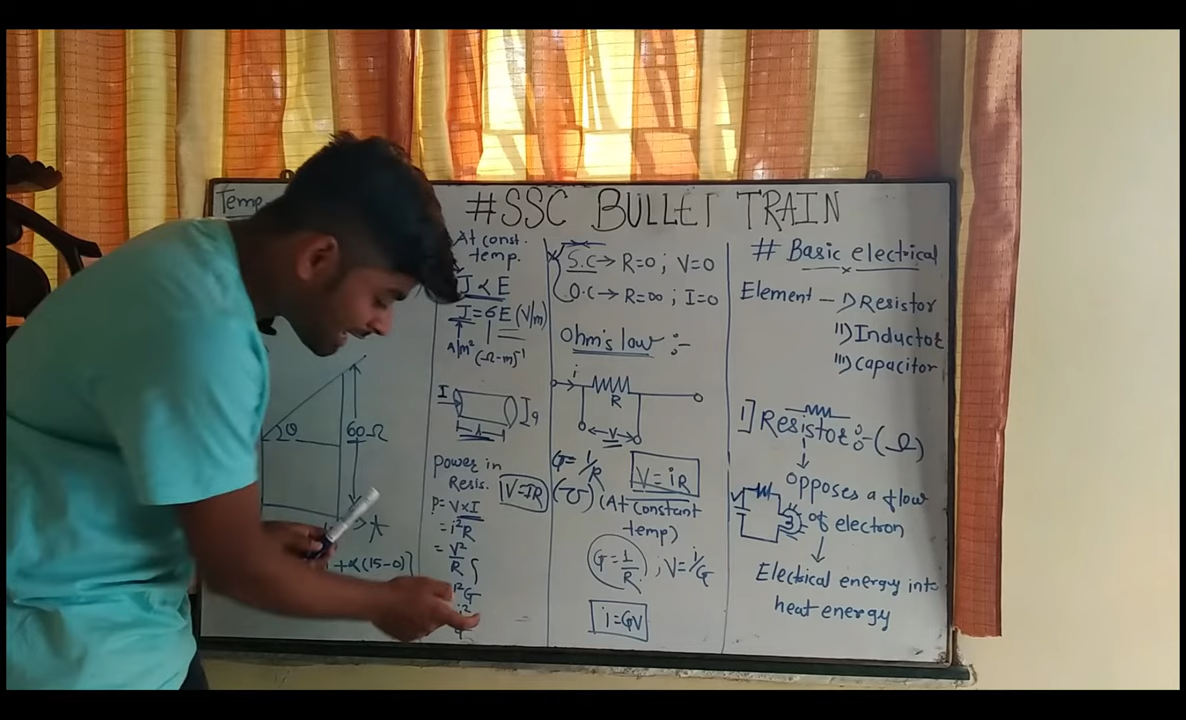 Temp
#SSC BULLET TRAIN
60Ω
θ
+α(15-0)]
At const.
temp.
J ∝ E
J = σE (V/m)
A/m² (Ω-m)⁻¹
I
Power in
Resis.
V=IR
P= V×I
= i²R
= V²/R
S.C → R=0 ; V=0
O.C → R=∞ ; I=0
Ohm's law :-
i
R
V
G= 1/R
(℧)
V = iR
(At Constant
temp)
G = 1/R ; V= i/G
i=GV
# Basic electrical
Element - i) Resistor
ii) Inductor
iii) Capacitor
1] Resistor :- (Ω)
Opposes a flow
of electron
V
Electrical energy into
heat energy